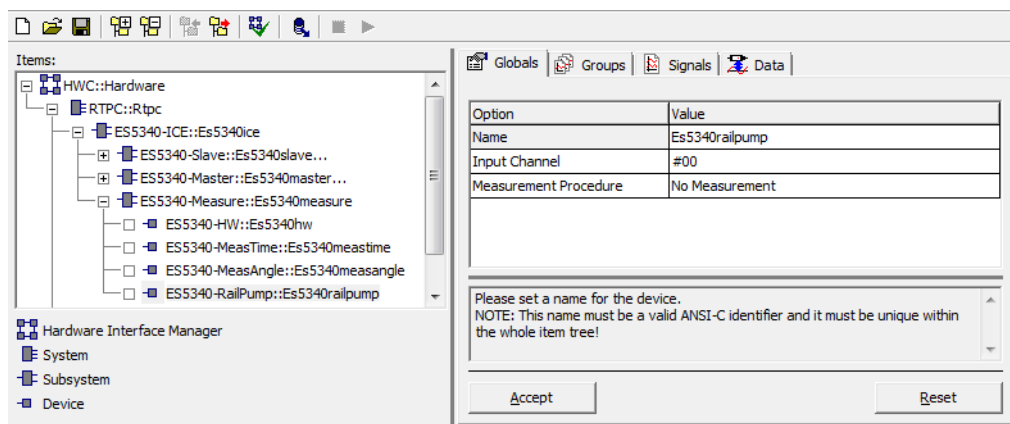 Items:
HWC::Hardware
RTPC::Rtpc
ES5340-ICE::Es5340ice
ES5340-Slave::Es5340slave...
ES5340-Master::Es5340master...
ES5340-Measure::Es5340measure
ES5340-HW::Es5340hw
ES5340-MeasTime::Es5340meastime
ES5340-MeasAngle::Es5340measangle
ES5340-RailPump::Es5340railpump
Hardware Interface Manager
System
Subsystem
Device
Globals Groups Signals Data
Option Value
Name Es5340railpump
Input Channel #00
Measurement Procedure No Measurement
Please set a name for the device.
NOTE: This name must be a valid ANSI-C identifier and it must be unique within
the whole item tree!
Accept Reset